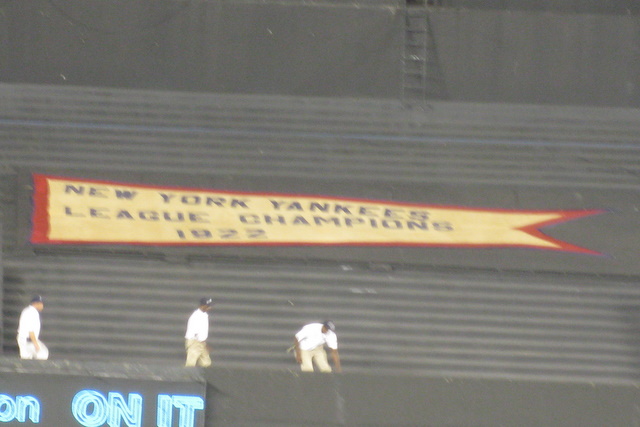 NEW YORK YANKEES
LEAGUE CHAMPIONS
1922
on ON IT